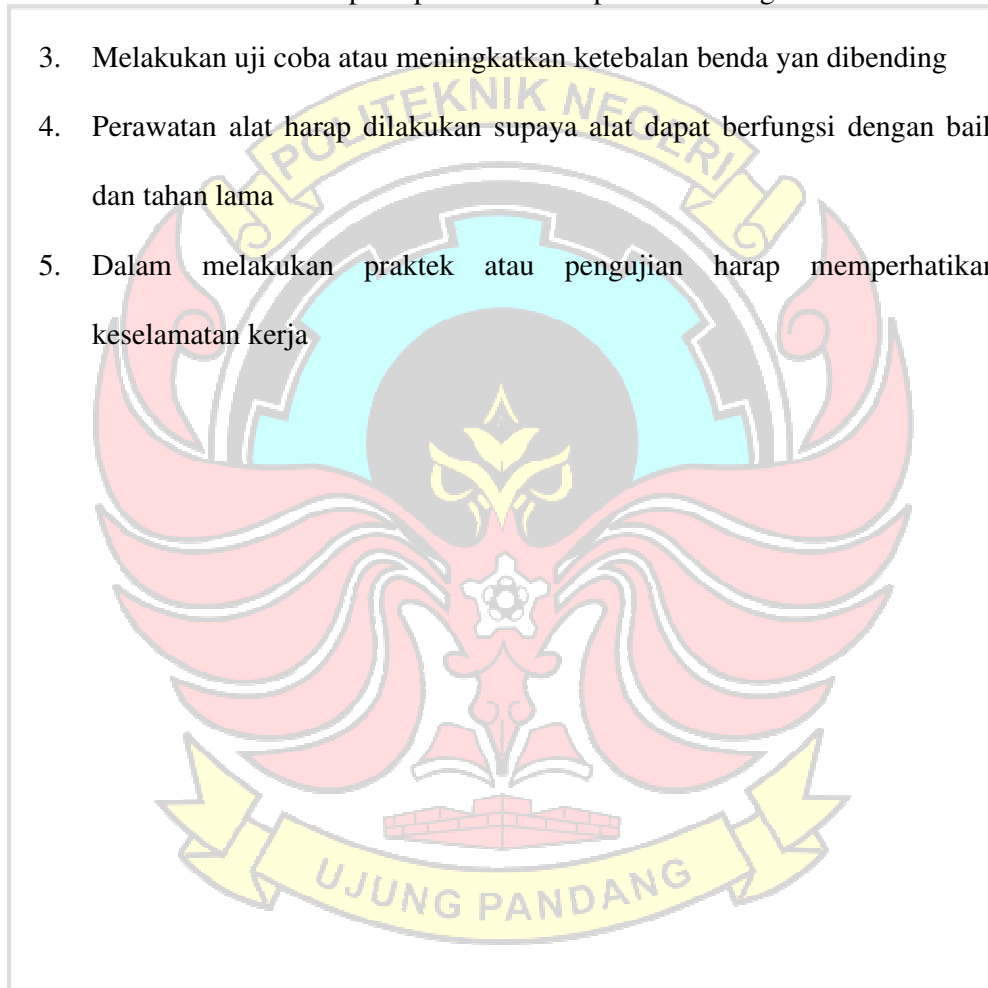 3. Melakukan uji coba atau meningkatkan ketebalan benda yan dibending
4. Perawatan alat harap dilakukan supaya alat dapat berfungsi dengan
dan tahan lama
5. Dalam melakukan praktek atau pengujian harap memperhatikan
keselamatan kerja
POLITEKNIK NEGERI
UJUNG PANDANG